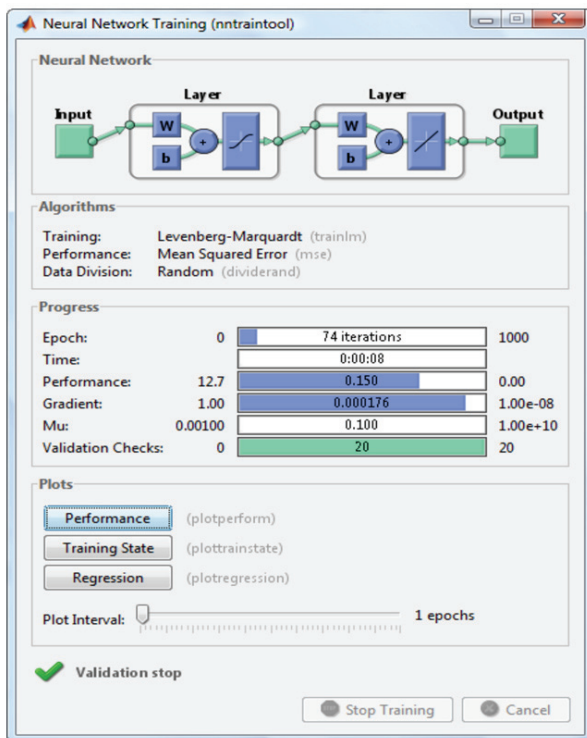 Neural Network Training (nntraintool)
Neural Network
Layer Layer
Input Output
W W
+ +
b b
Algorithms
Training: Levenberg-Marquardt (trainlm)
Performance: Mean Squared Error (mse)
Data Division: Random (dividerand)
Progress
Epoch: 0 74 iterations 1000
Time: 0:00:08
Performance: 12.7 0.150 0.00
Gradient: 1.00 0.000176 1.00e-08
Mu: 0.00100 0.100 1.00e+10
Validation Checks: 0 20 20
Plots
Performance (plotperform)
Training State (plottrainstate)
Regression (plotregression)
Plot Interval: 1 epochs
Validation stop
Stop Training Cancel